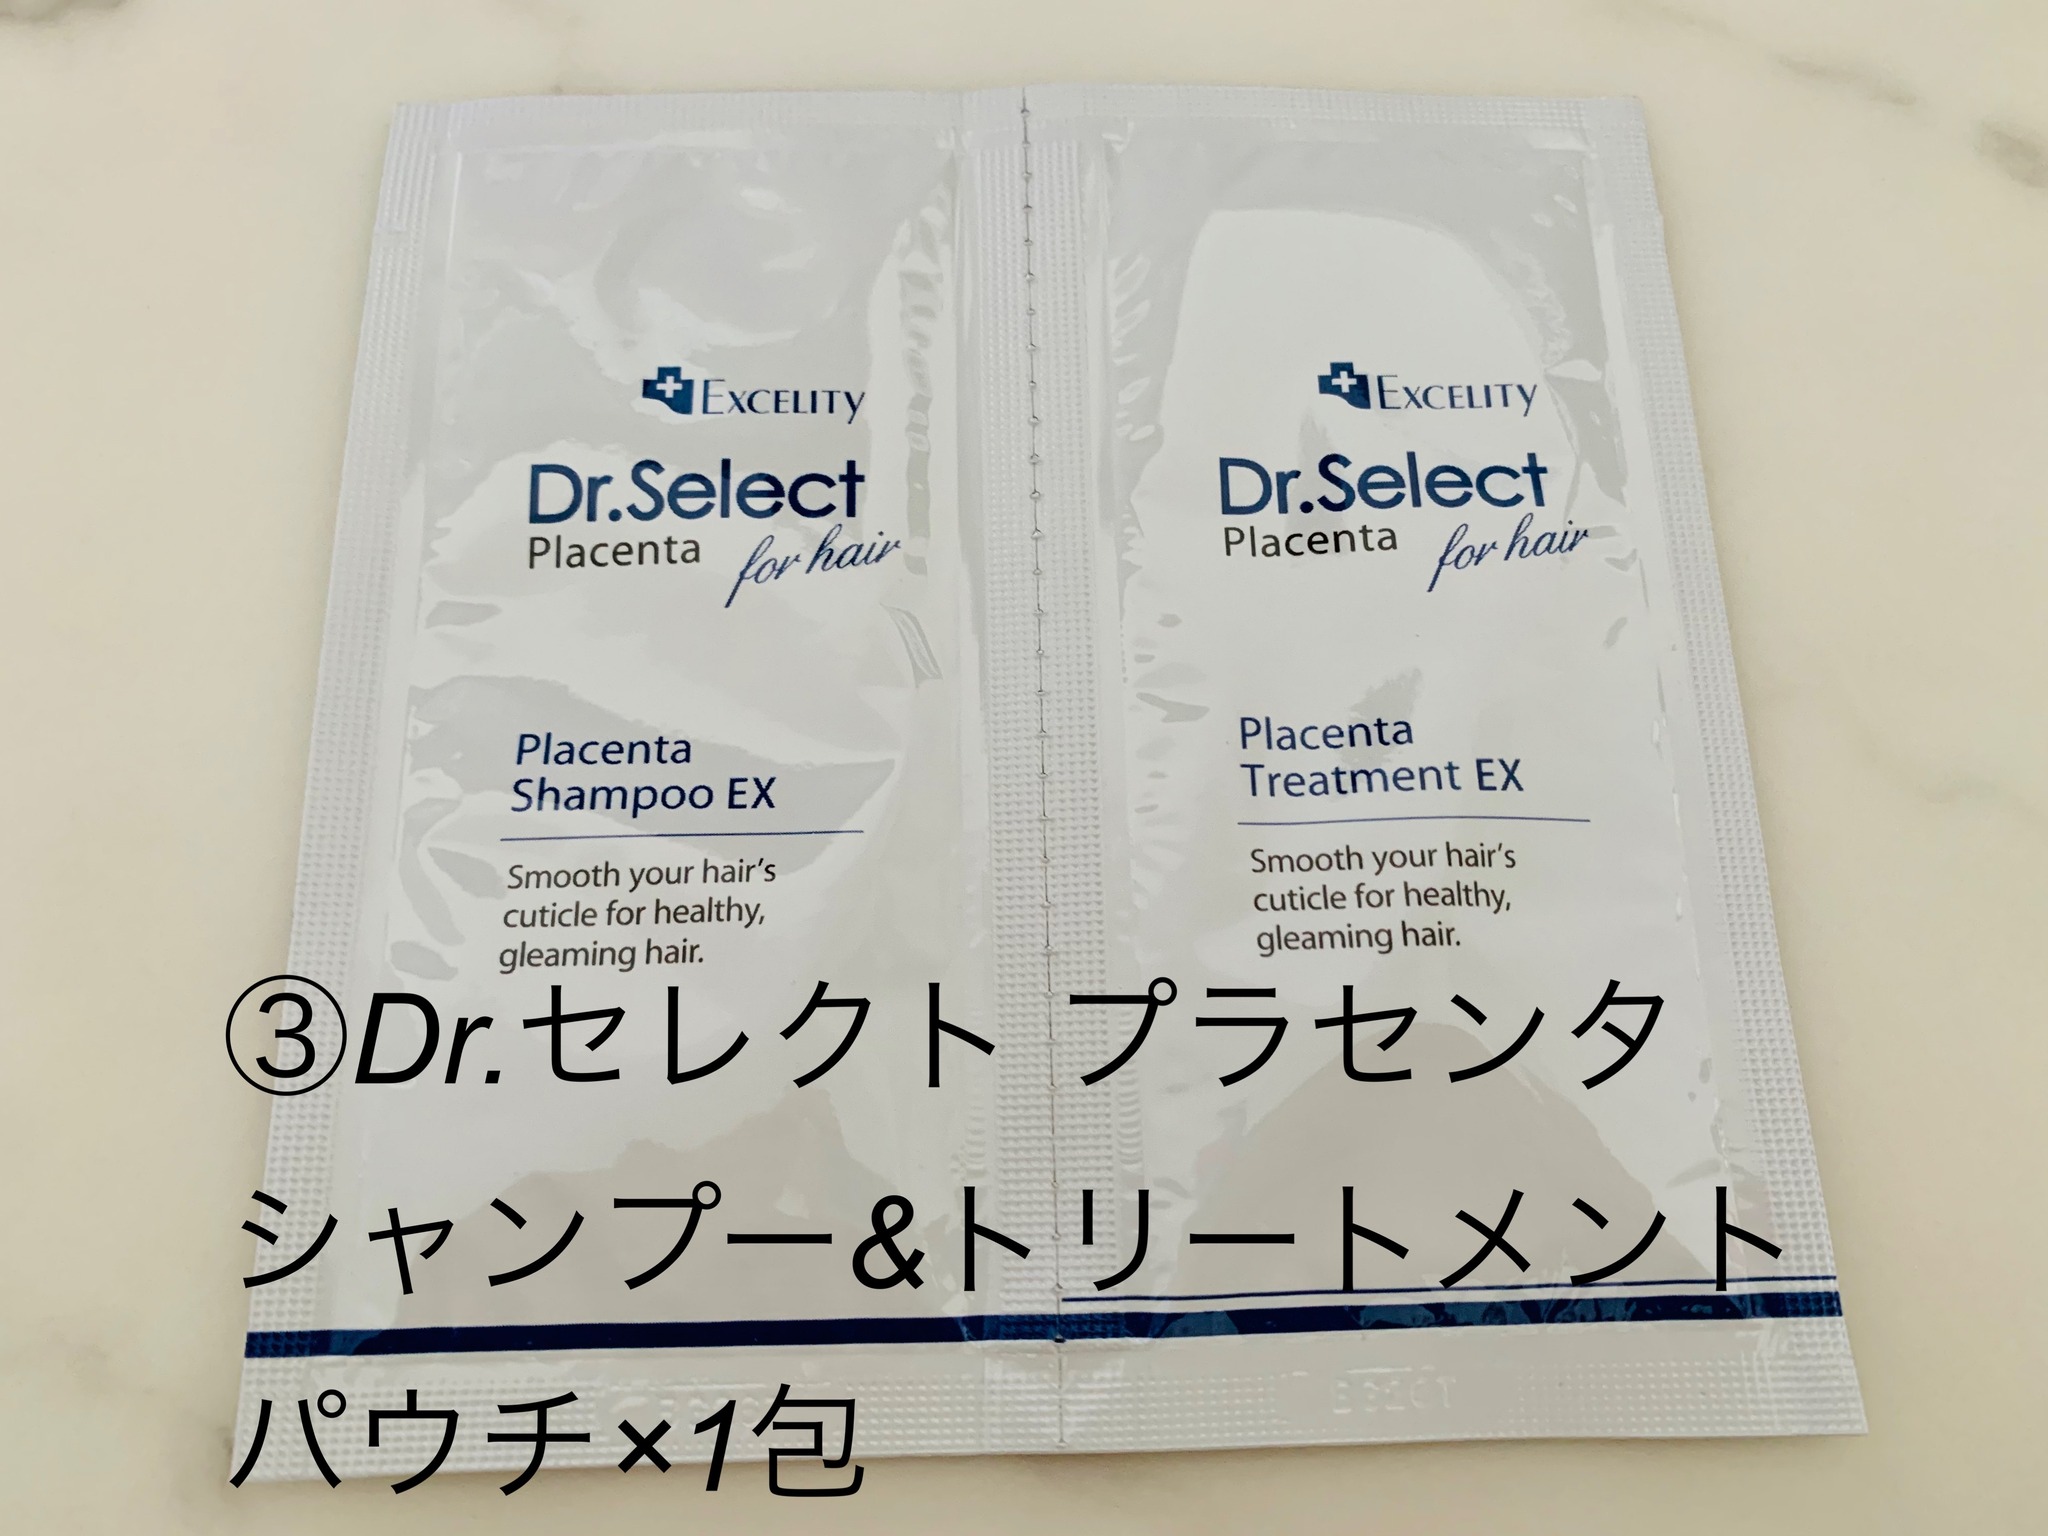 EXCELITY
Dr.Select
Placenta for hair
Placenta
Shampoo EX
Smooth your hair's
cuticle for healthy,
gleaming hair.
EXCELITY
Dr.Select
Placenta for hair
Placenta
Treatment EX
Smooth your hair's
cuticle for healthy,
gleaming hair.
③Dr.セレクト プラセンタ
シャンプー&トリートメント
パウチ×1包